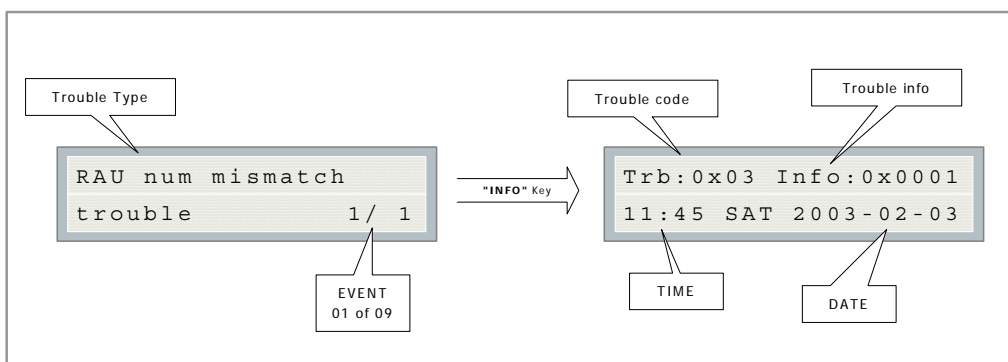 Trouble Type
Trouble code
Trouble info
RAU num mismatch
trouble 1/ 1
"INFO" Key
Trb:0x03 Info:0x0001
11:45 SAT 2003-02-03
EVENT
01 of 09
TIME
DATE